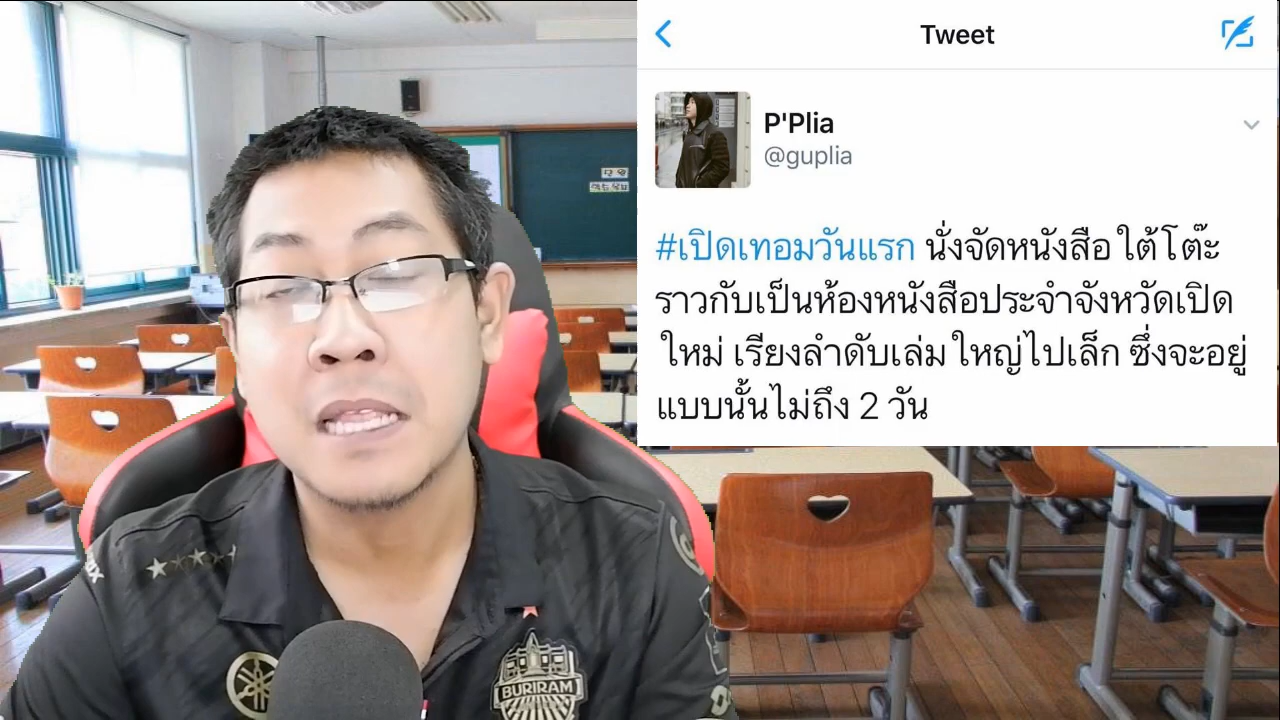 Tweet
P'Plia
@guplia
#เปิดเทอมวันแรก นั่งจัดหนังสือ ใต้โต๊ะ
ราวกับเป็นห้องหนังสือประจำจังหวัดเปิด
ใหม่ เรียงลำดับเล่ม ใหญ่ไปเล็ก ซึ่งจะอยู่
แบบนั้นไม่ถึง 2 วัน
BURIRAM